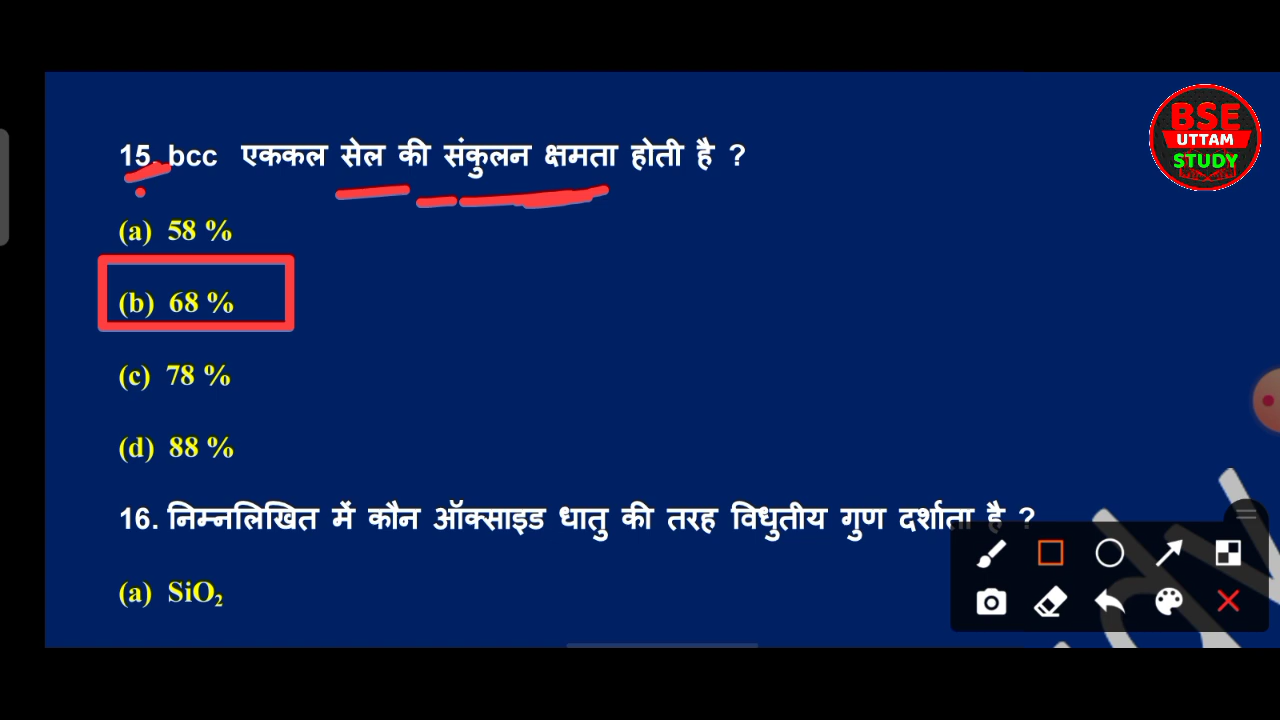 BSE
UTTAM
STUDY
15. bcc एककल सेल की संकुलन क्षमता होती है ?
(a) 58 %
(b) 68 %
(c) 78 %
(d) 88 %
16. निम्नलिखित में कौन ऑक्साइड धातु की तरह विधुतीय गुण दर्शाता है ?
(a) SiO₂